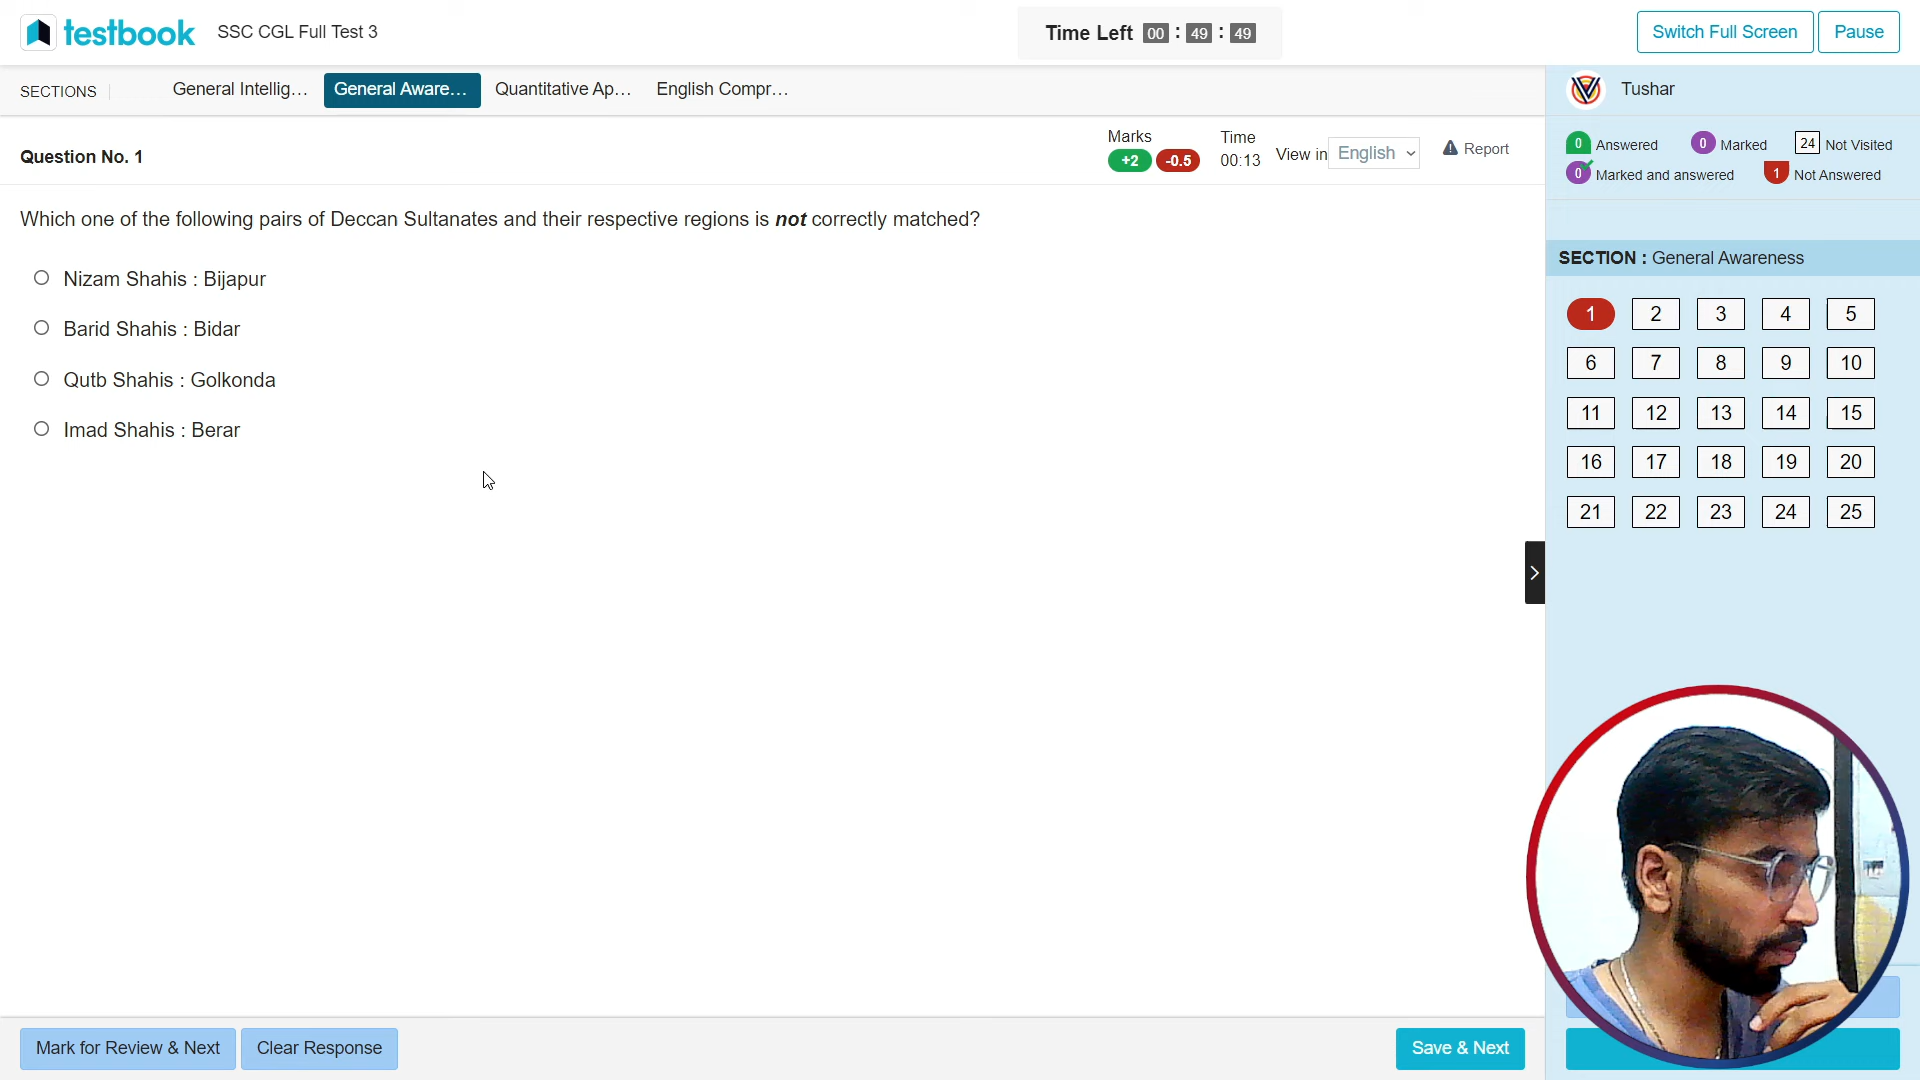 testbook SSC CGL Full Test 3 Time Left 00 : 49 : 49 Switch Full Screen Pause
SECTIONS General Intellig... General Aware... Quantitative Ap... English Compr... Tushar
Question No. 1 Marks +2 -0.5 Time 00:13 View in English Report
0 Answered 0 Marked 24 Not Visited
0 Marked and answered 1 Not Answered
Which one of the following pairs of Deccan Sultanates and their respective regions is not correctly matched?
Nizam Shahis : Bijapur
Barid Shahis : Bidar
Qutb Shahis : Golkonda
Imad Shahis : Berar
SECTION : General Awareness
1 2 3 4 5
6 7 8 9 10
11 12 13 14 15
16 17 18 19 20
21 22 23 24 25
Mark for Review & Next Clear Response Save & Next